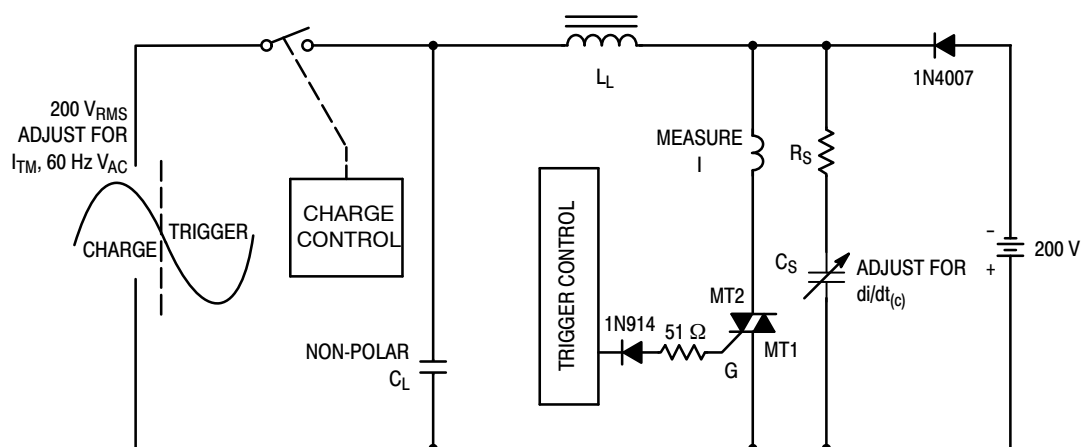 200 V_RMS
ADJUST FOR
I_TM, 60 Hz V_AC
CHARGE
TRIGGER
CHARGE
CONTROL
NON-POLAR
C_L
L_L
TRIGGER CONTROL
MEASURE
I
R_S
1N4007
C_S
ADJUST FOR
di/dt_(c)
–
+
200 V
MT2
MT1
1N914
51 Ω
G